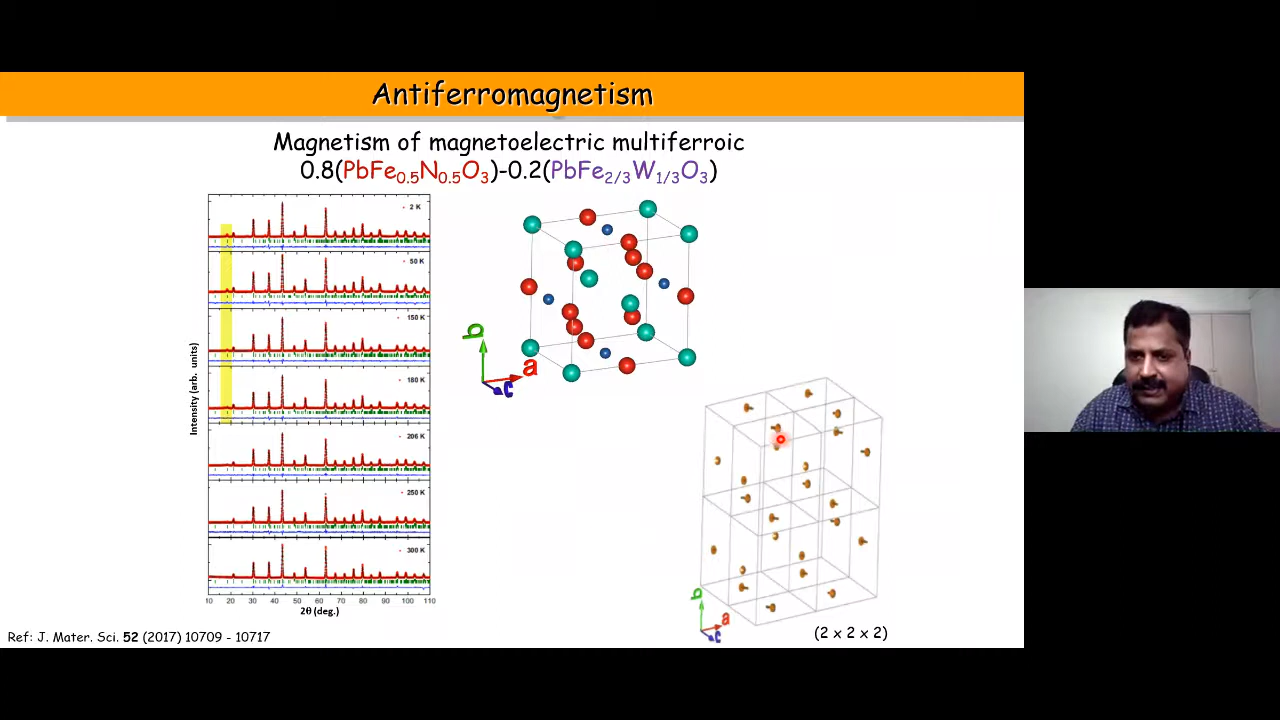 Antiferromagnetism
Magnetism of magnetoelectric multiferroic
0.8(PbFe0.5N0.5O3)-0.2(PbFe2/3W1/3O3)
2 K
50 K
150 K
180 K
206 K
250 K
300 K
Intensity (arb. units)
10 20 30 40 50 60 70 80 90 100 110
2θ (deg.)
b
a
c
b
a
c
(2 x 2 x 2)
Ref: J. Mater. Sci. 52 (2017) 10709 - 10717